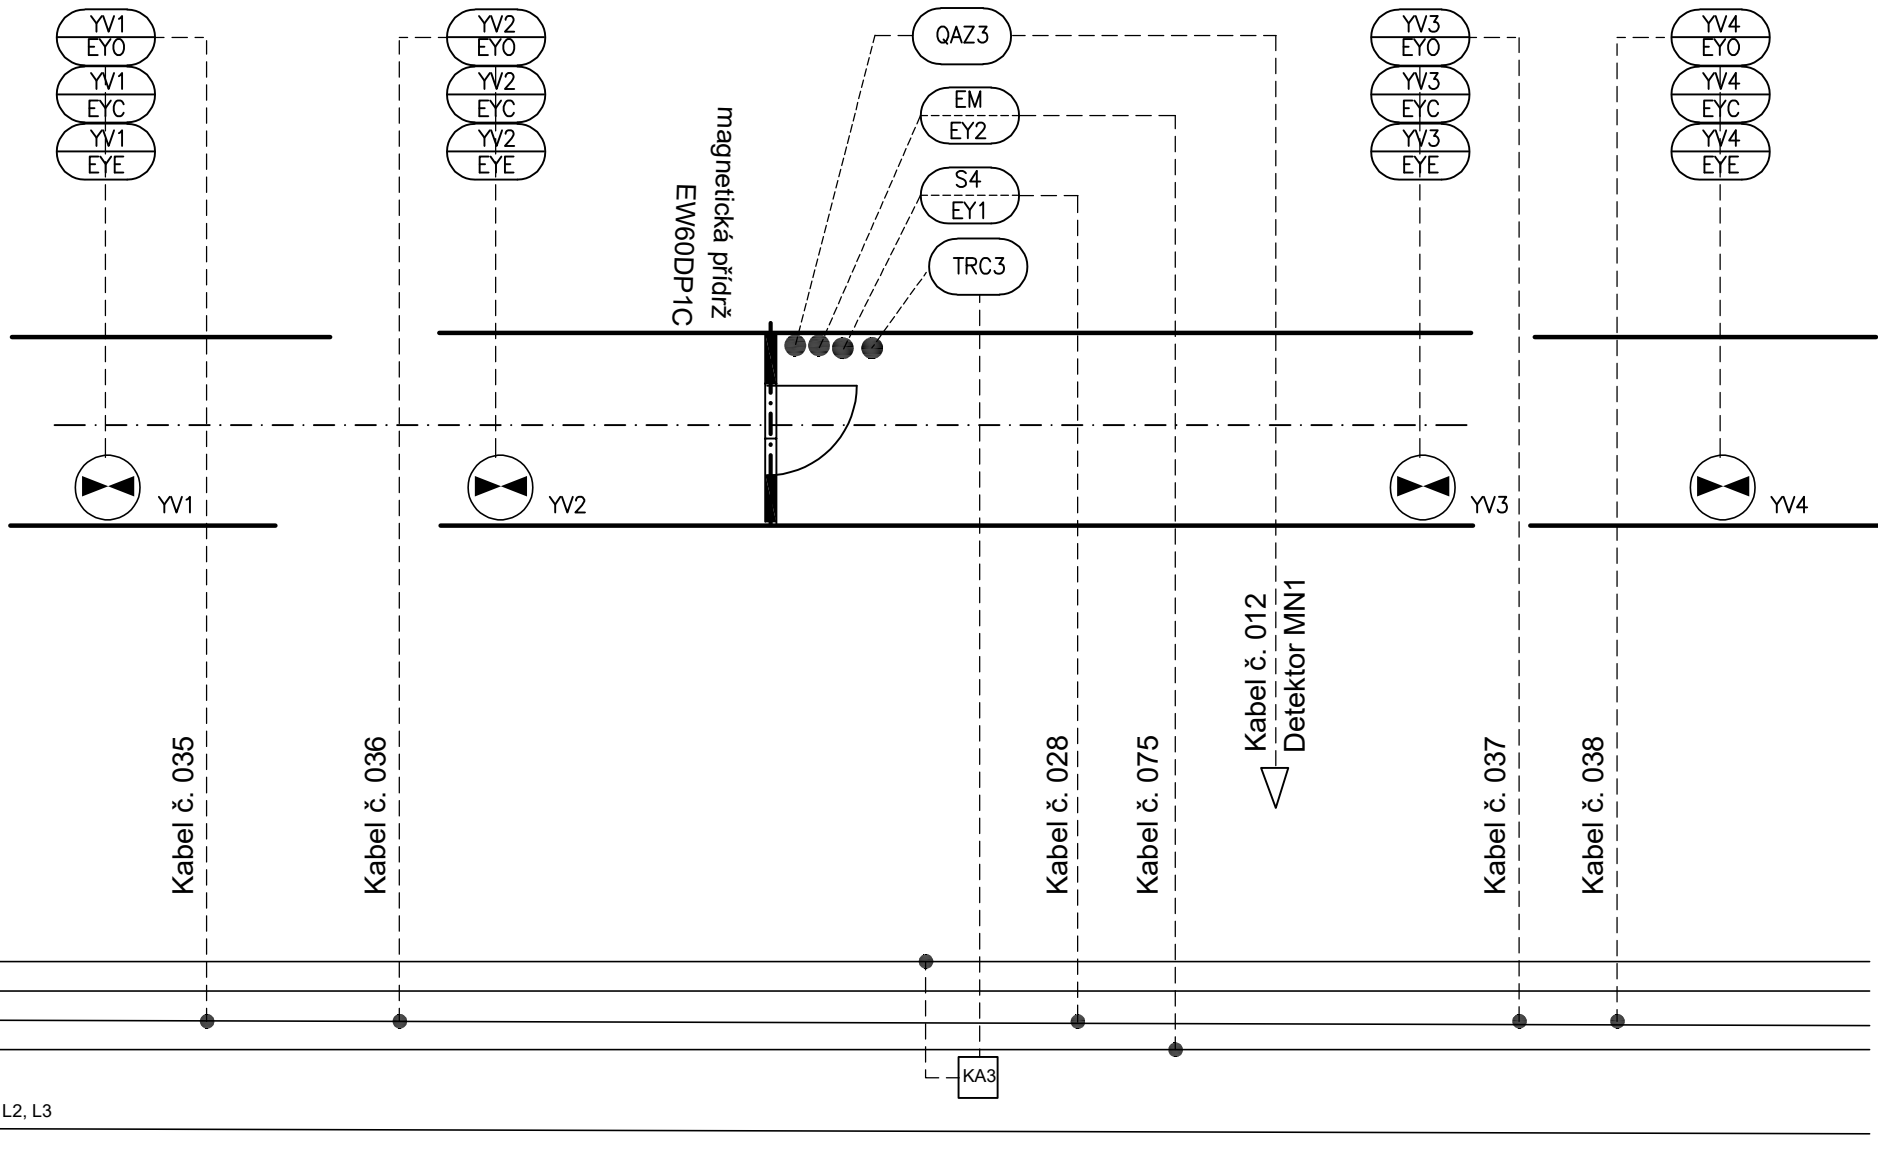 YV1
EYO
YV1
EYC
YV1
EYE
YV2
EYO
YV2
EYC
YV2
EYE
QAZ3
EM
EY2
S4
EY1
TRC3
YV3
EYO
YV3
EYC
YV3
EYE
YV4
EYO
YV4
EYC
YV4
EYE
magnetická přídrž
EW60DP1C
YV1
YV2
YV3
YV4
Kabel č. 035
Kabel č. 036
Kabel č. 028
Kabel č. 075
Kabel č. 012
Detektor MN1
Kabel č. 037
Kabel č. 038
KA3
L2, L3